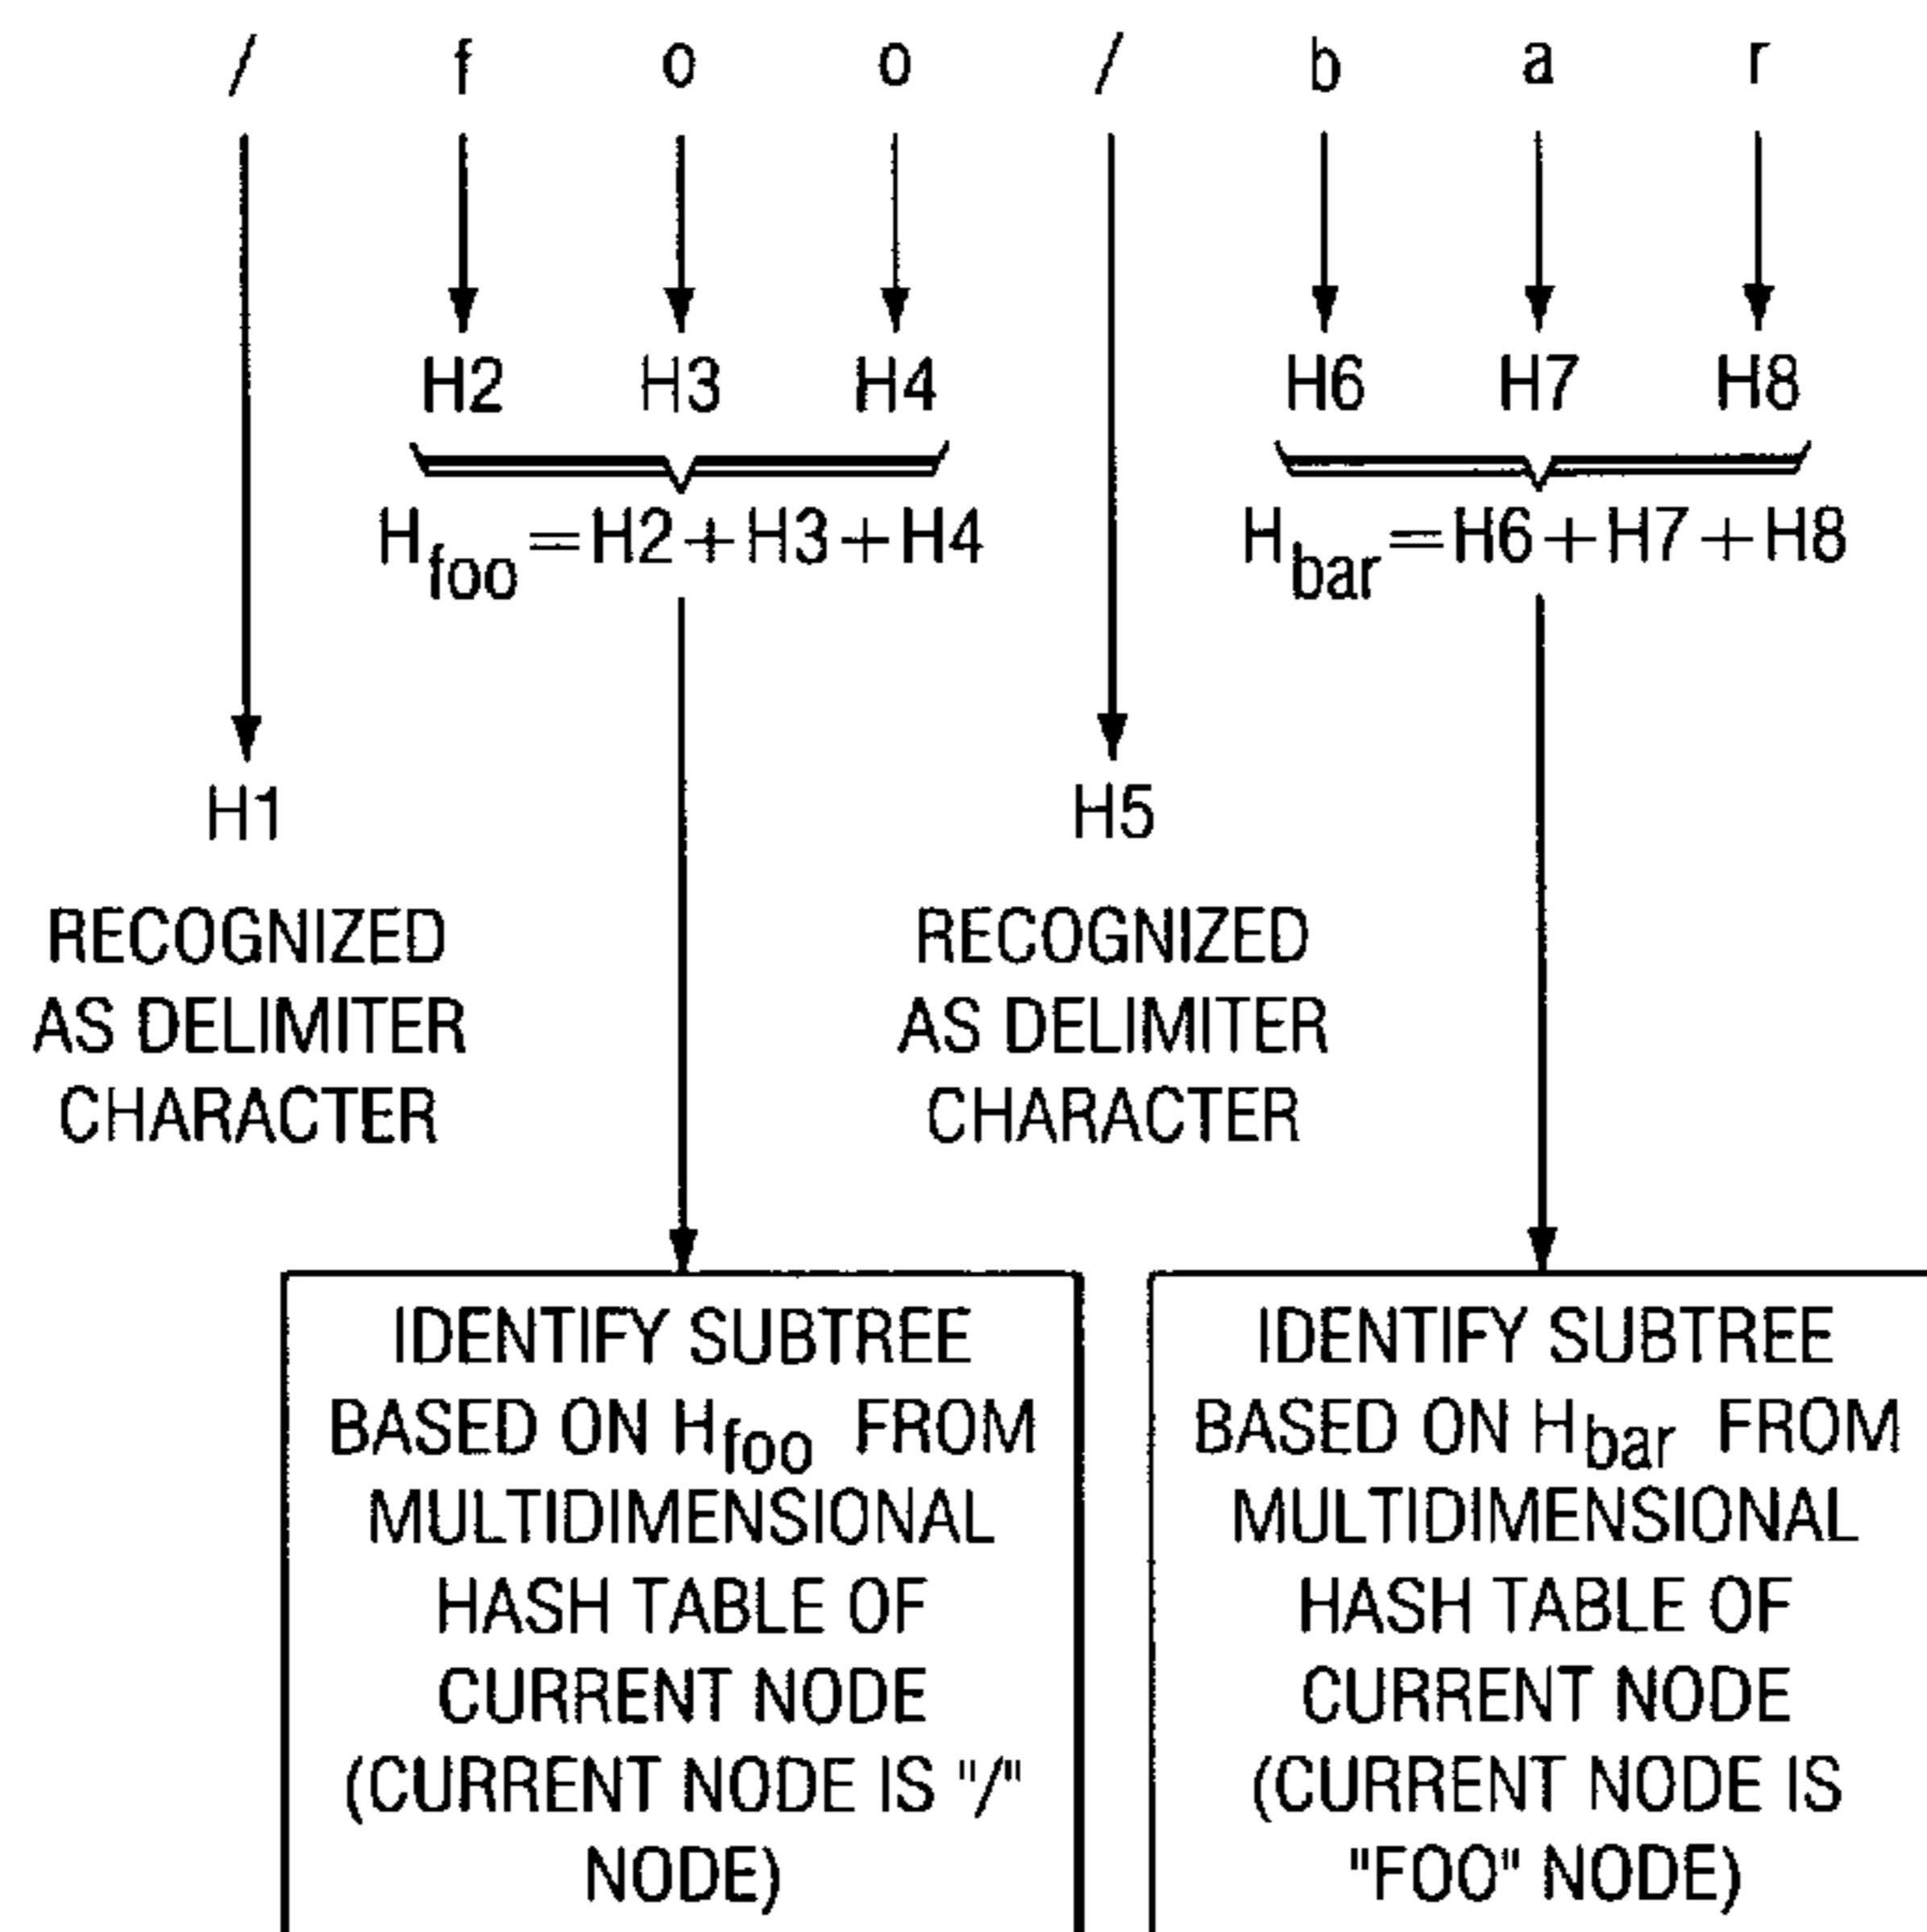 / f o o / b a r
H2 H3 H4 H6 H7 H8
Hfoo=H2+H3+H4 Hbar=H6+H7+H8
H1 H5
RECOGNIZED
AS DELIMITER
CHARACTER
RECOGNIZED
AS DELIMITER
CHARACTER
IDENTIFY SUBTREE
BASED ON Hfoo FROM
MULTIDIMENSIONAL
HASH TABLE OF
CURRENT NODE
(CURRENT NODE IS "/"
NODE)
IDENTIFY SUBTREE
BASED ON Hbar FROM
MULTIDIMENSIONAL
HASH TABLE OF
CURRENT NODE
(CURRENT NODE IS
"FOO" NODE)